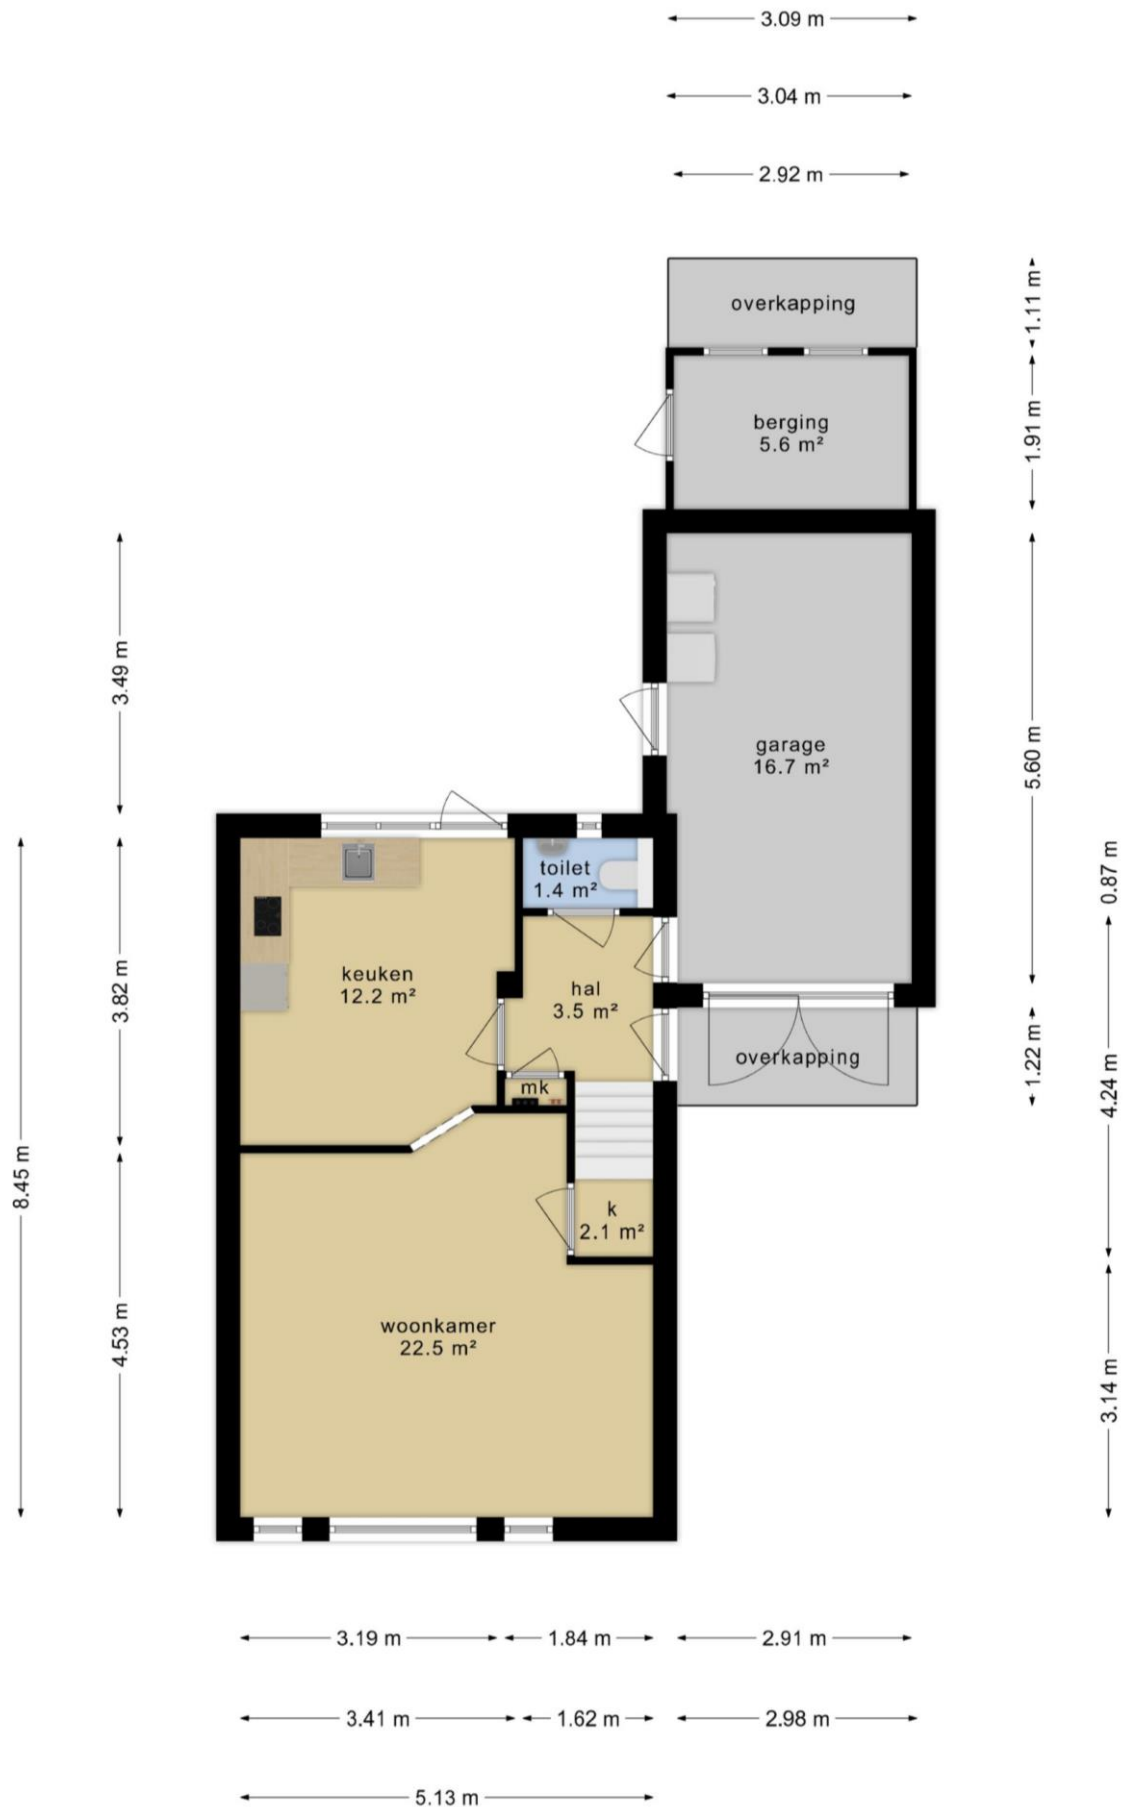 3.09 m
3.04 m
2.92 m
overkapping
1.11 m
berging
5.6 m²
1.91 m
3.49 m
garage
16.7 m²
5.60 m
toilet
1.4 m²
0.87 m
keuken
12.2 m²
3.82 m
hal
3.5 m²
overkapping
1.22 m
mk
4.24 m
8.45 m
k
2.1 m²
4.53 m
woonkamer
22.5 m²
3.14 m
3.19 m
1.84 m
2.91 m
3.41 m
1.62 m
2.98 m
5.13 m